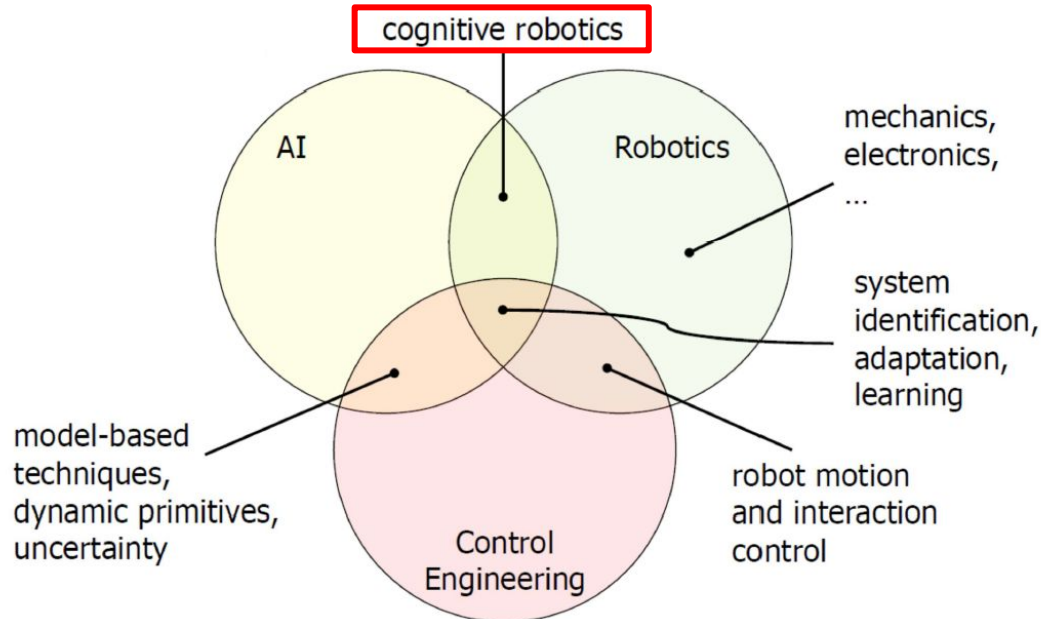 cognitive robotics
AI
Robotics
mechanics,
electronics,
...
system
identification,
adaptation,
learning
model-based
techniques,
dynamic primitives,
uncertainty
robot motion
and interaction
control
Control
Engineering